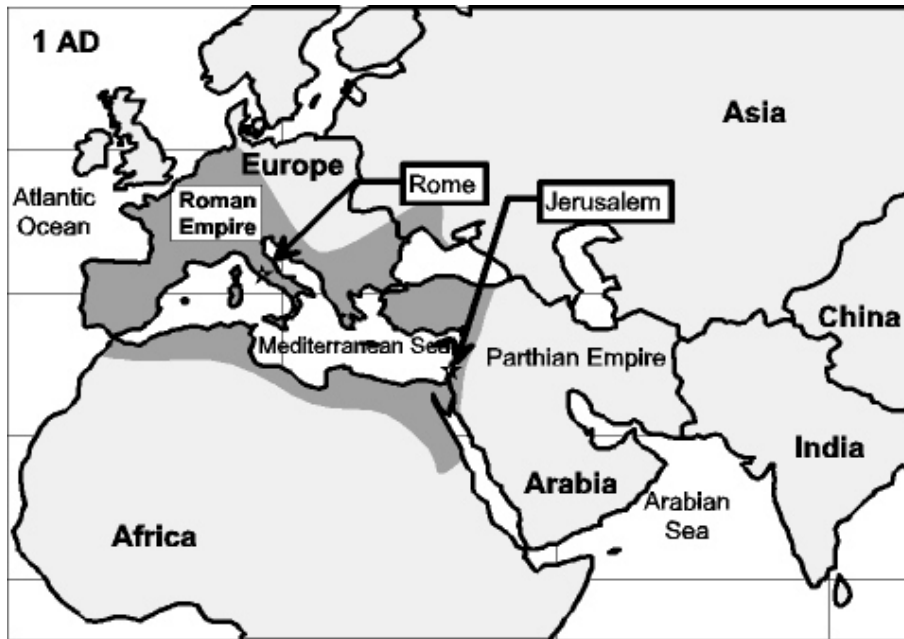 1 AD
Asia
Europe
Rome
Atlantic
Ocean
Roman
Empire
Jerusalem
China
Mediterranean Sea
Parthian Empire
India
Arabia
Arabian
Sea
Africa